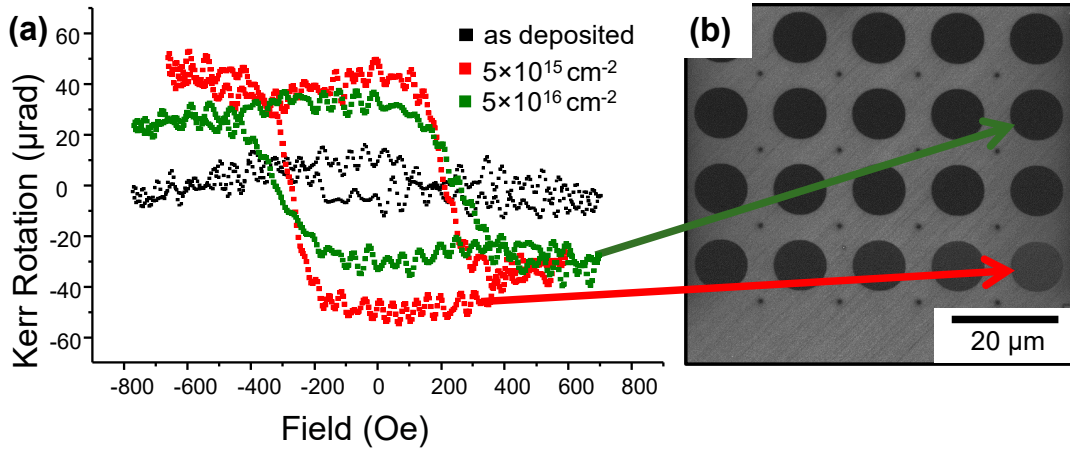 (a)
as deposited
5×10¹⁵ cm⁻²
5×10¹⁶ cm⁻²
Kerr Rotation (µrad)
60
40
20
0
-20
-40
-60
-800 -600 -400 -200 0 200 400 600 800
Field (Oe)
(b)
20 µm